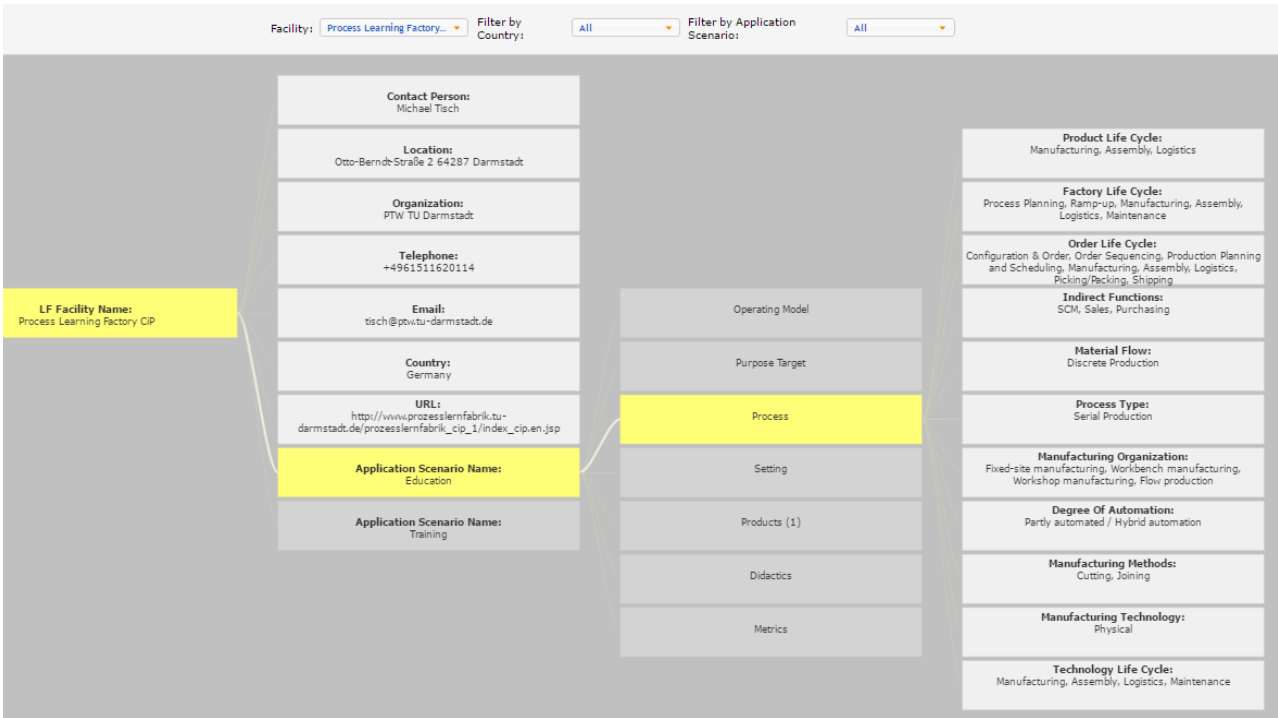 Facility: Process Learning Factory... Filter by Country: All Filter by Application Scenario: All
LF Facility Name:
Process Learning Factory CiP
Contact Person:
Michael Tisch
Location:
Otto-Berndt-Straße 2 64287 Darmstadt
Organization:
PTW TU Darmstadt
Telephone:
+4961511620114
Email:
tisch@ptw.tu-darmstadt.de
Country:
Germany
URL:
http://www.prozesslernfabrik.tu-
darmstadt.de/prozesslernfabrik_cip_1/index_cip.en.jsp
Application Scenario Name:
Education
Application Scenario Name:
Training
Operating Model
Purpose Target
Process
Setting
Products (1)
Didactics
Metrics
Product Life Cycle:
Manufacturing, Assembly, Logistics
Factory Life Cycle:
Process Planning, Ramp-up, Manufacturing, Assembly,
Logistics, Maintenance
Order Life Cycle:
Configuration & Order, Order Sequencing, Production Planning
and Scheduling, Manufacturing, Assembly, Logistics,
Picking/Packing, Shipping
Indirect Functions:
SCM, Sales, Purchasing
Material Flow:
Discrete Production
Process Type:
Serial Production
Manufacturing Organization:
Fixed-site manufacturing, Workbench manufacturing,
Workshop manufacturing, Flow production
Degree Of Automation:
Partly automated / Hybrid automation
Manufacturing Methods:
Cutting, Joining
Manufacturing Technology:
Physical
Technology Life Cycle:
Manufacturing, Assembly, Logistics, Maintenance